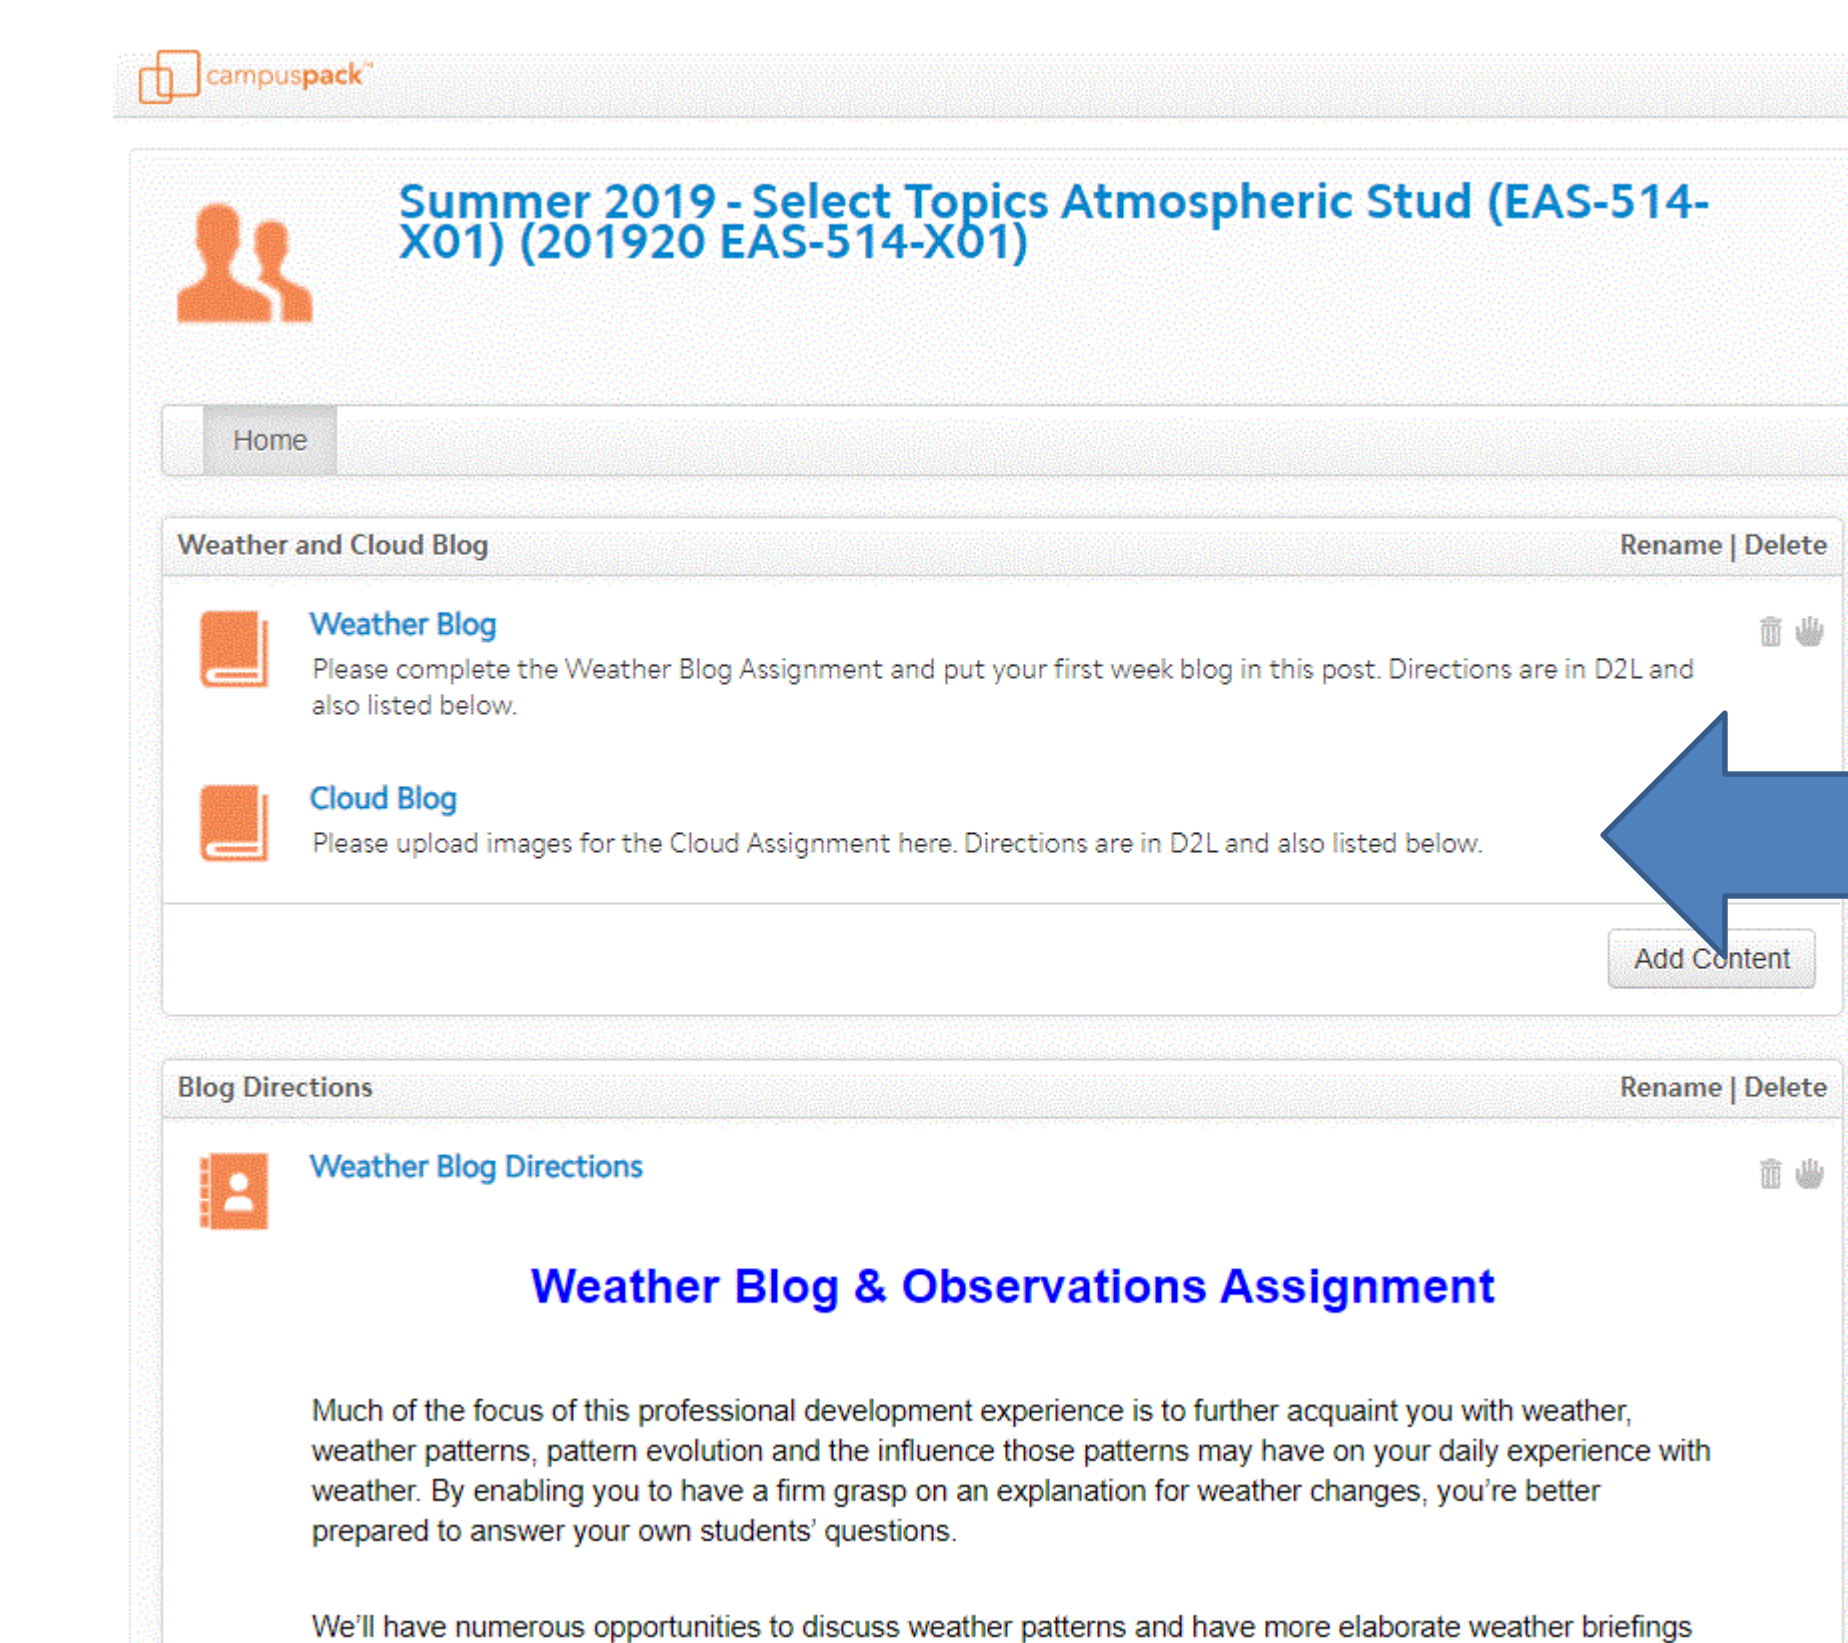 campuspack™
Summer 2019 - Select Topics Atmospheric Stud (EAS-514-
X01) (201920 EAS-514-X01)
Home
Weather and Cloud Blog Rename | Delete
Weather Blog
Please complete the Weather Blog Assignment and put your first week blog in this post. Directions are in D2L and
also listed below.
Cloud Blog
Please upload images for the Cloud Assignment here. Directions are in D2L and also listed below.
Add Content
Blog Directions Rename | Delete
Weather Blog Directions
Weather Blog & Observations Assignment
Much of the focus of this professional development experience is to further acquaint you with weather,
weather patterns, pattern evolution and the influence those patterns may have on your daily experience with
weather. By enabling you to have a firm grasp on an explanation for weather changes, you’re better
prepared to answer your own students’ questions.
We’ll have numerous opportunities to discuss weather patterns and have more elaborate weather briefings